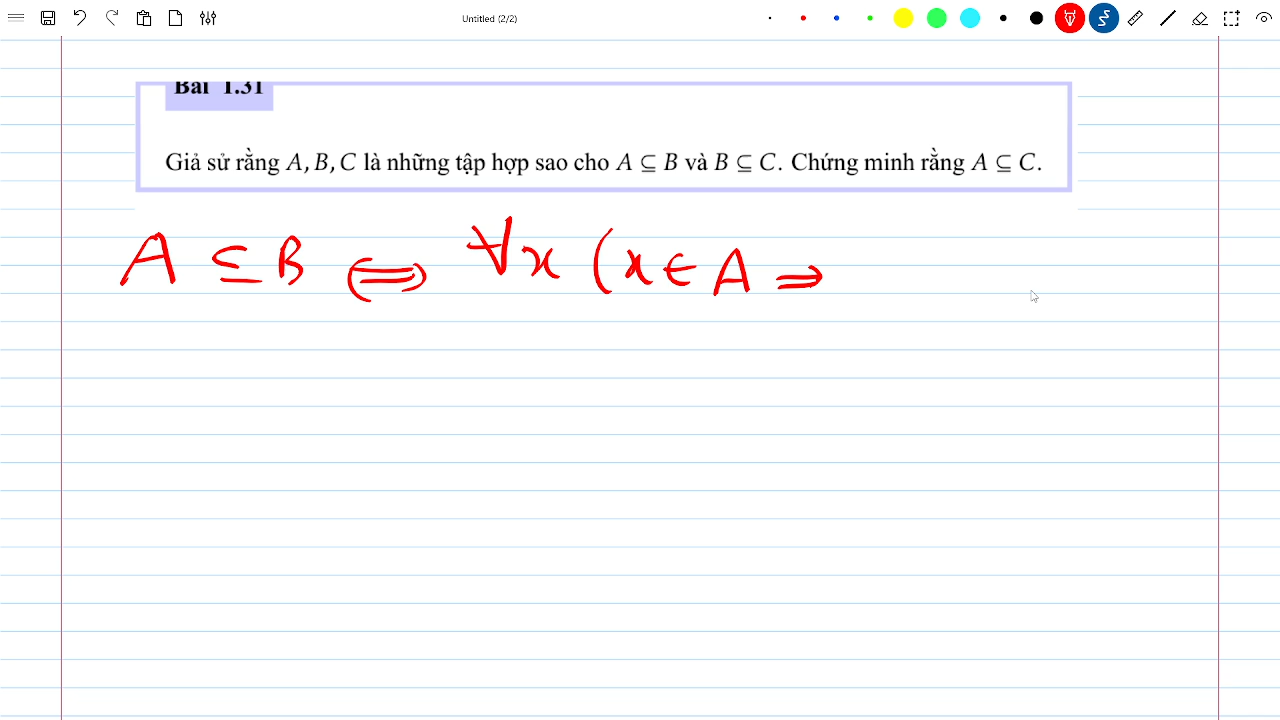 Untitled (2/2)
Bài 1.31
Giả sử rằng A, B, C là những tập hợp sao cho A ⊆ B và B ⊆ C. Chứng minh rằng A ⊆ C.
A ⊆ B ⟺ ∀x (x ∈ A ⇒